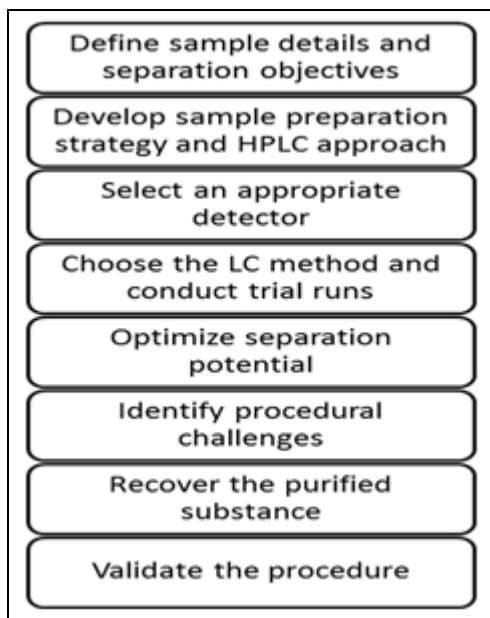 Define sample details and
separation objectives
Develop sample preparation
strategy and HPLC approach
Select an appropriate
detector
Choose the LC method and
conduct trial runs
Optimize separation
potential
Identify procedural
challenges
Recover the purified
substance
Validate the procedure